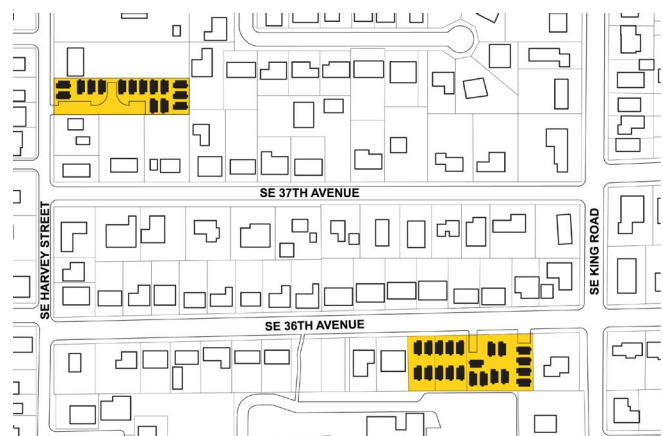 SE 37TH AVENUE
SE HARVEY STREET
SE KING ROAD
SE 36TH AVENUE